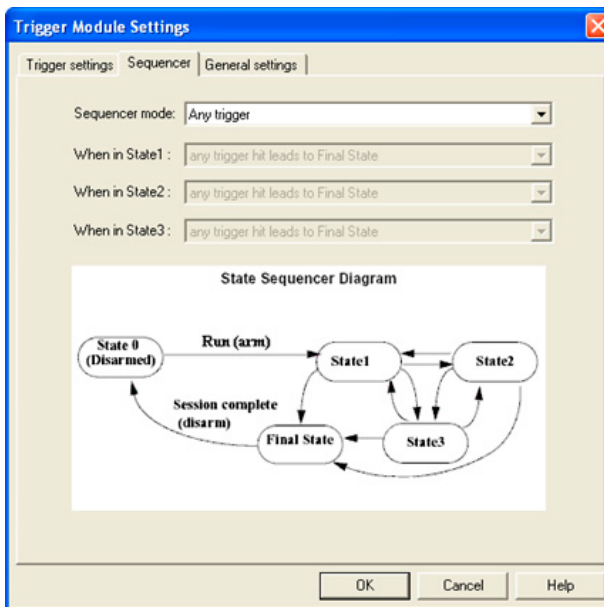 Trigger Module Settings
Trigger settings Sequencer General settings
Sequencer mode: Any trigger
When in State1 : any trigger hit leads to Final State
When in State2 : any trigger hit leads to Final State
When in State3 : any trigger hit leads to Final State
State Sequencer Diagram
State 0
(Disarmed)
Run (arm)
State1
State2
Session complete
(disarm)
Final State
State3
OK Cancel Help